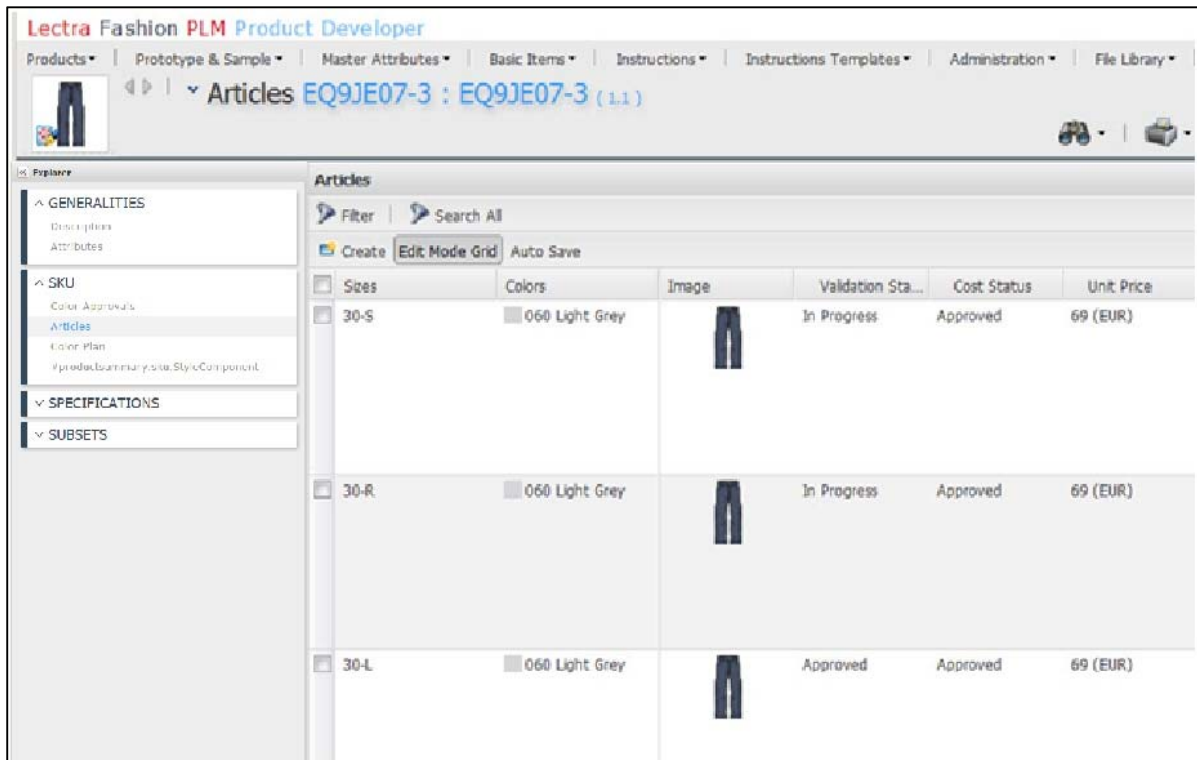 Lectra Fashion PLM Product Developer
Products | Prototype & Sample | Master Attributes | Basic Items | Instructions | Instructions Templates | Administration | File Library
Articles EQ9JE07-3 : EQ9JE07-3 (1.1)
Explorer
GENERALITIES
Description
Attributes
SKU
Color Approvals
Articles
Color Plan
#productsummary.sku.StyleComponent
SPECIFICATIONS
SUBSETS
Articles
Filter | Search All
Create Edit Mode Grid Auto Save
Sizes Colors Image Validation Sta... Cost Status Unit Price
30-S 060 Light Grey In Progress Approved 69 (EUR)
30-R 060 Light Grey In Progress Approved 69 (EUR)
30-L 060 Light Grey Approved Approved 69 (EUR)